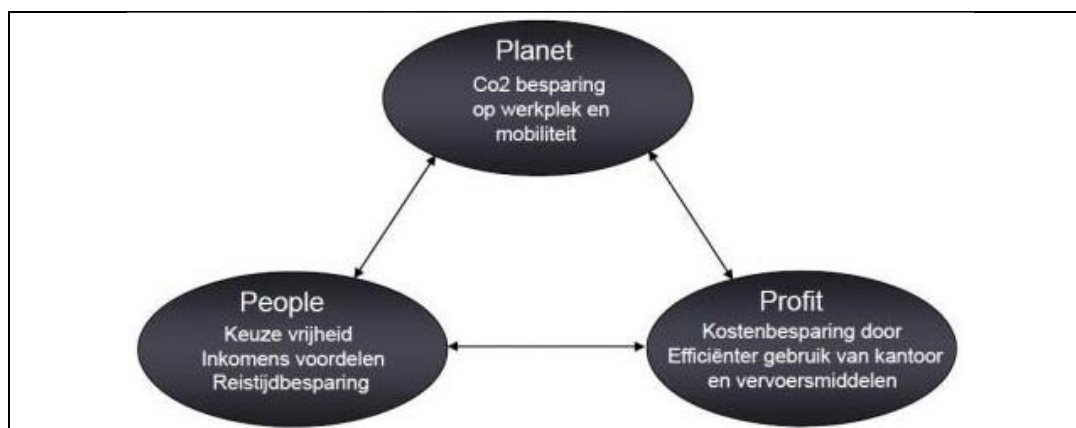 Planet
Co2 besparing
op werkplek en
mobiliteit
People
Keuze vrijheid
Inkomens voordelen
Reistijdbesparing
Profit
Kostenbesparing door
Efficiënter gebruik van kantoor
en vervoersmiddelen